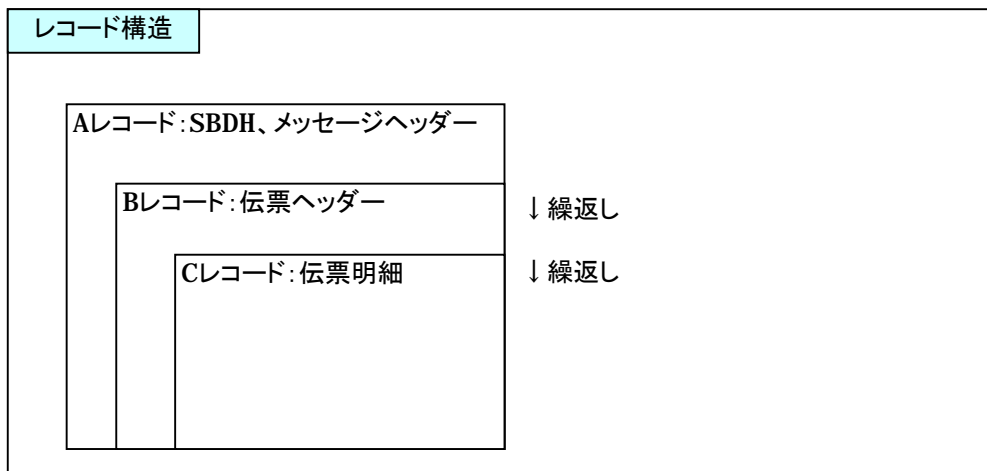 レコード構造
Aレコード：SBDH、メッセージヘッダー
Bレコード：伝票ヘッダー
↓繰返し
Cレコード：伝票明細
↓繰返し